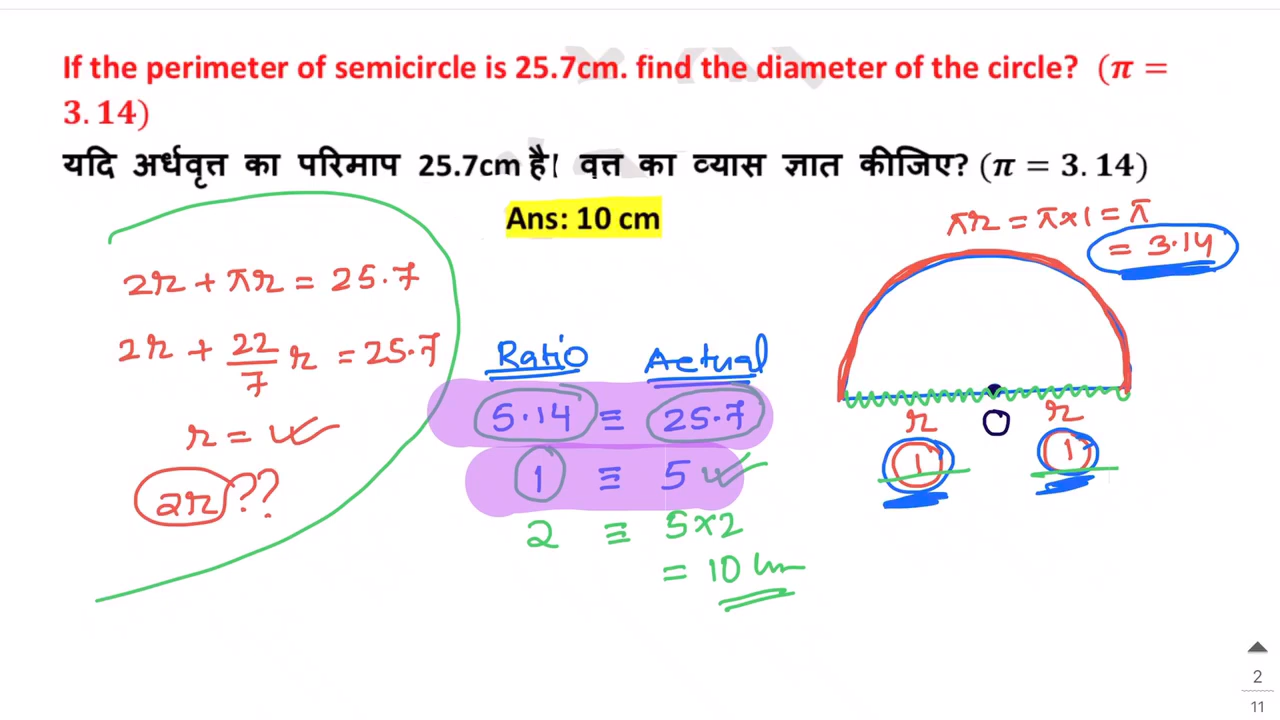 If the perimeter of semicircle is 25.7cm. find the diameter of the circle? (π =
3.14)
यदि अर्धवृत्त का परिमाप 25.7cm है। वृत्त का व्यास ज्ञात कीजिए? (π = 3.14)
Ans: 10 cm
2r + πr = 25.7
2r + 22/7 r = 25.7
r = ✓
2r ??
Ratio Actual
5.14 ≡ 25.7
1 ≡ 5 ✓
2 ≡ 5×2
= 10 cm
πr = π×1 = π
= 3.14
r O r
1 1
2
11